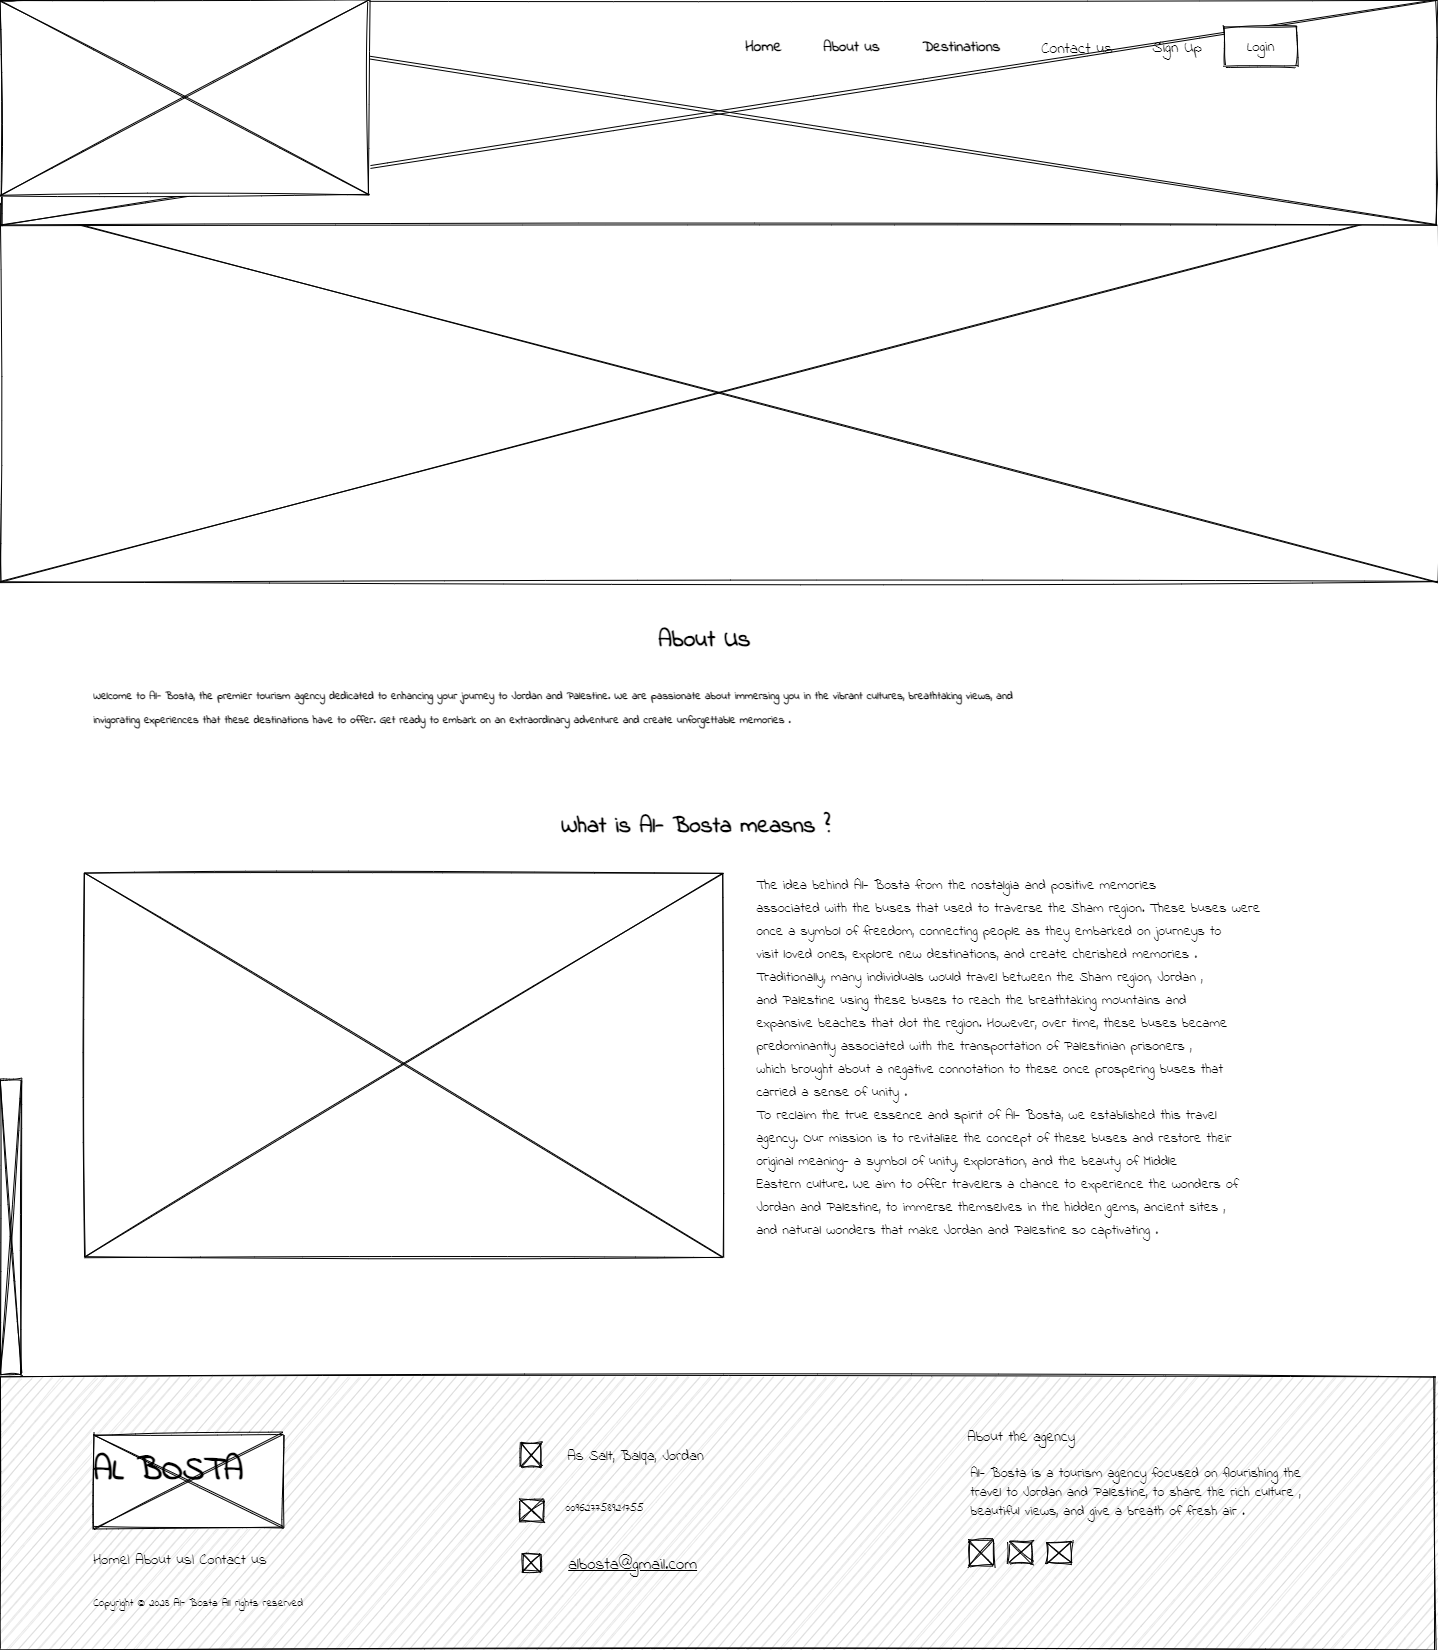 Home About us Destinations Contact us Sign Up Login
About Us
Welcome to Al- Bosta, the premier tourism agency dedicated to enhancing your journey to Jordan and Palestine. We are passionate about immersing you in the vibrant cultures, breathtaking views, and
invigorating experiences that these destinations have to offer. Get ready to embark on an extraordinary adventure and create unforgettable memories .
What is Al- Bosta measns ?
The idea behind Al- Bosta from the nostalgia and positive memories
associated with the buses that used to traverse the Sham region. These buses were
once a symbol of freedom, connecting people as they embarked on journeys to
visit loved ones, explore new destinations, and create cherished memories .
Traditionally, many individuals would travel between the Sham region, Jordan ,
and Palestine using these buses to reach the breathtaking mountains and
expansive beaches that dot the region. However, over time, these buses became
predominantly associated with the transportation of Palestinian prisoners ,
which brought about a negative connotation to these once prospering buses that
carried a sense of unity .
To reclaim the true essence and spirit of Al- Bosta, we established this travel
agency. Our mission is to revitalize the concept of these buses and restore their
original meaning- a symbol of unity, exploration, and the beauty of Middle
Eastern culture. We aim to offer travelers a chance to experience the wonders of
Jordan and Palestine, to immerse themselves in the hidden gems, ancient sites ,
and natural wonders that make Jordan and Palestine so captivating .
AL BOSTA
Home| About us| Contact us
Copyright © 2023 Al- Bosta All rights reserved
As Salt, Balqa, Jordan
albosta@gmail.com
About the agency
Al- Bosta is a tourism agency focused on flourishing the
travel to Jordan and Palestine, to share the rich culture ,
beautiful views, and give a breath of fresh air .